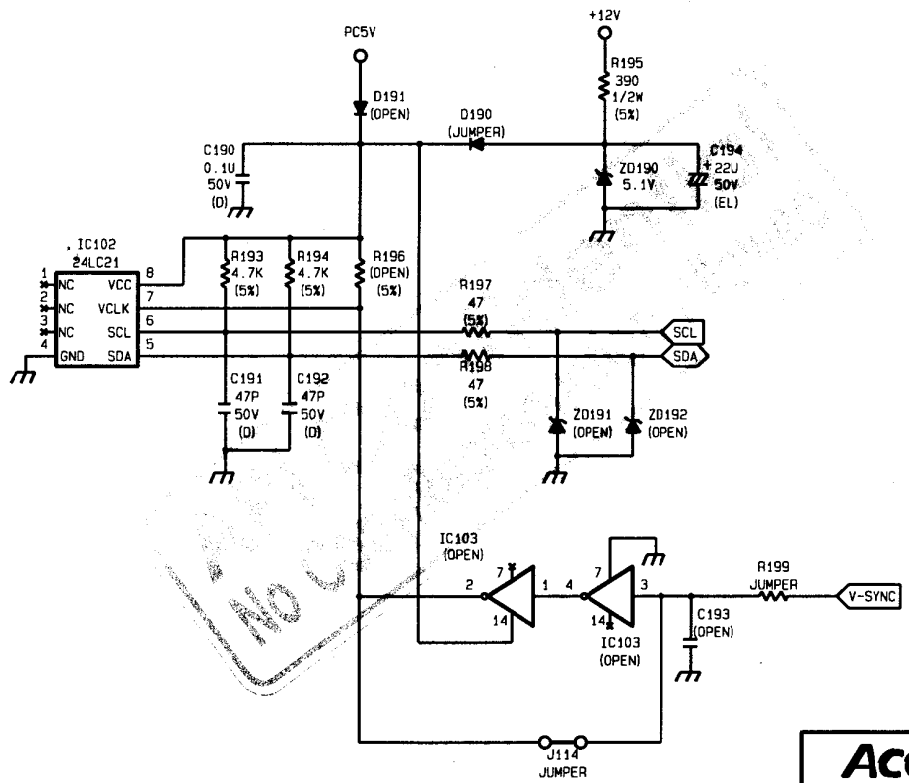 +12V
PC5V
R195
390
1/2W
(5%)
D191
(OPEN)
D190
(JUMPER)
C190
0.1U
50V
(D)
ZD190
5.1V
C194
+
22U
50V
(EL)
IC102
24LC21
1 NC VCC 8
2 NC VCLK 7
3 NC SCL 6
4 GND SDA 5
R193
4.7K
(5%)
R194
4.7K
(5%)
R196
(OPEN)
(5%)
R197
47
(5%)
SCL
SDA
R198
47
(5%)
C191
47P
50V
(D)
C192
47P
50V
(D)
ZD191
(OPEN)
ZD192
(OPEN)
IC103
(OPEN)
2 7 14 1
4 7 14 3
IC103
(OPEN)
R199
JUMPER
V-SYNC
C193
(OPEN)
J114
JUMPER
No